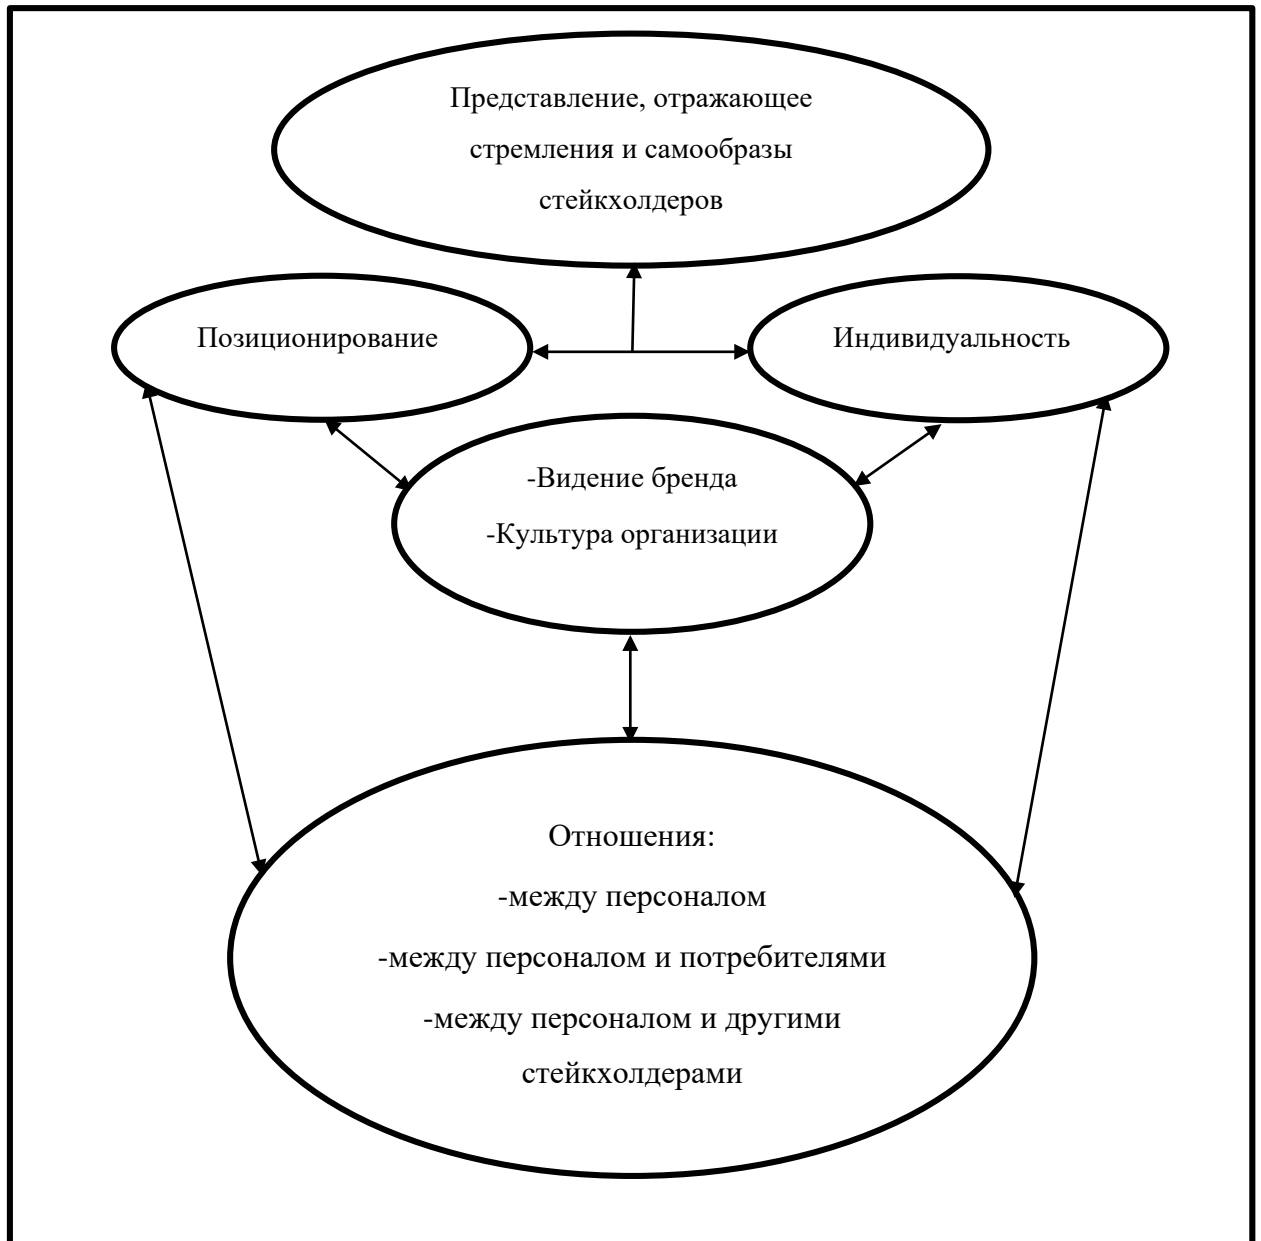 Представление, отражающее
стремления и самообразы
стейкхолдеров
Позиционирование
Индивидуальность
-Видение бренда
-Культура организации
Отношения:
-между персоналом
-между персоналом и потребителями
-между персоналом и другими
стейкхолдерами